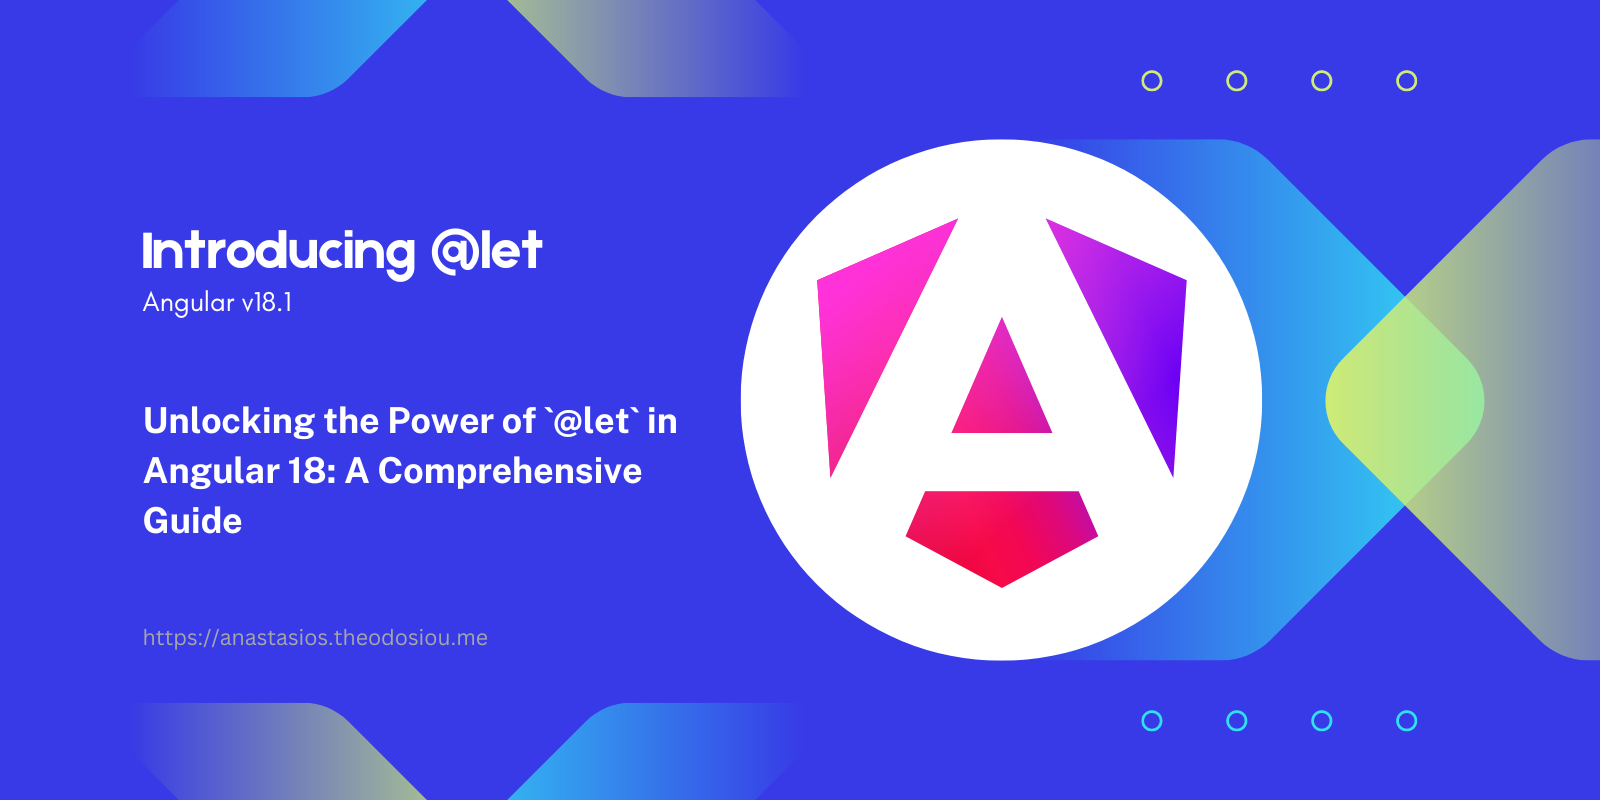 Introducing @let
Angular v18.1
Unlocking the Power of `@let` in
Angular 18: A Comprehensive
Guide
https://anastasios.theodosiou.me